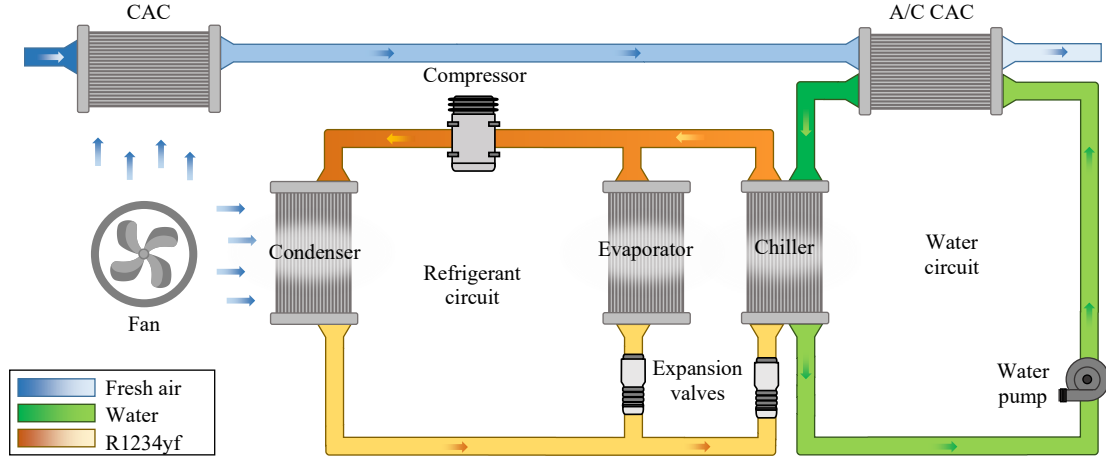 CAC
A/C CAC
Compressor
Condenser
Evaporator
Chiller
Refrigerant
circuit
Water
circuit
Fan
Expansion
valves
Water
pump
Fresh air
Water
R1234yf